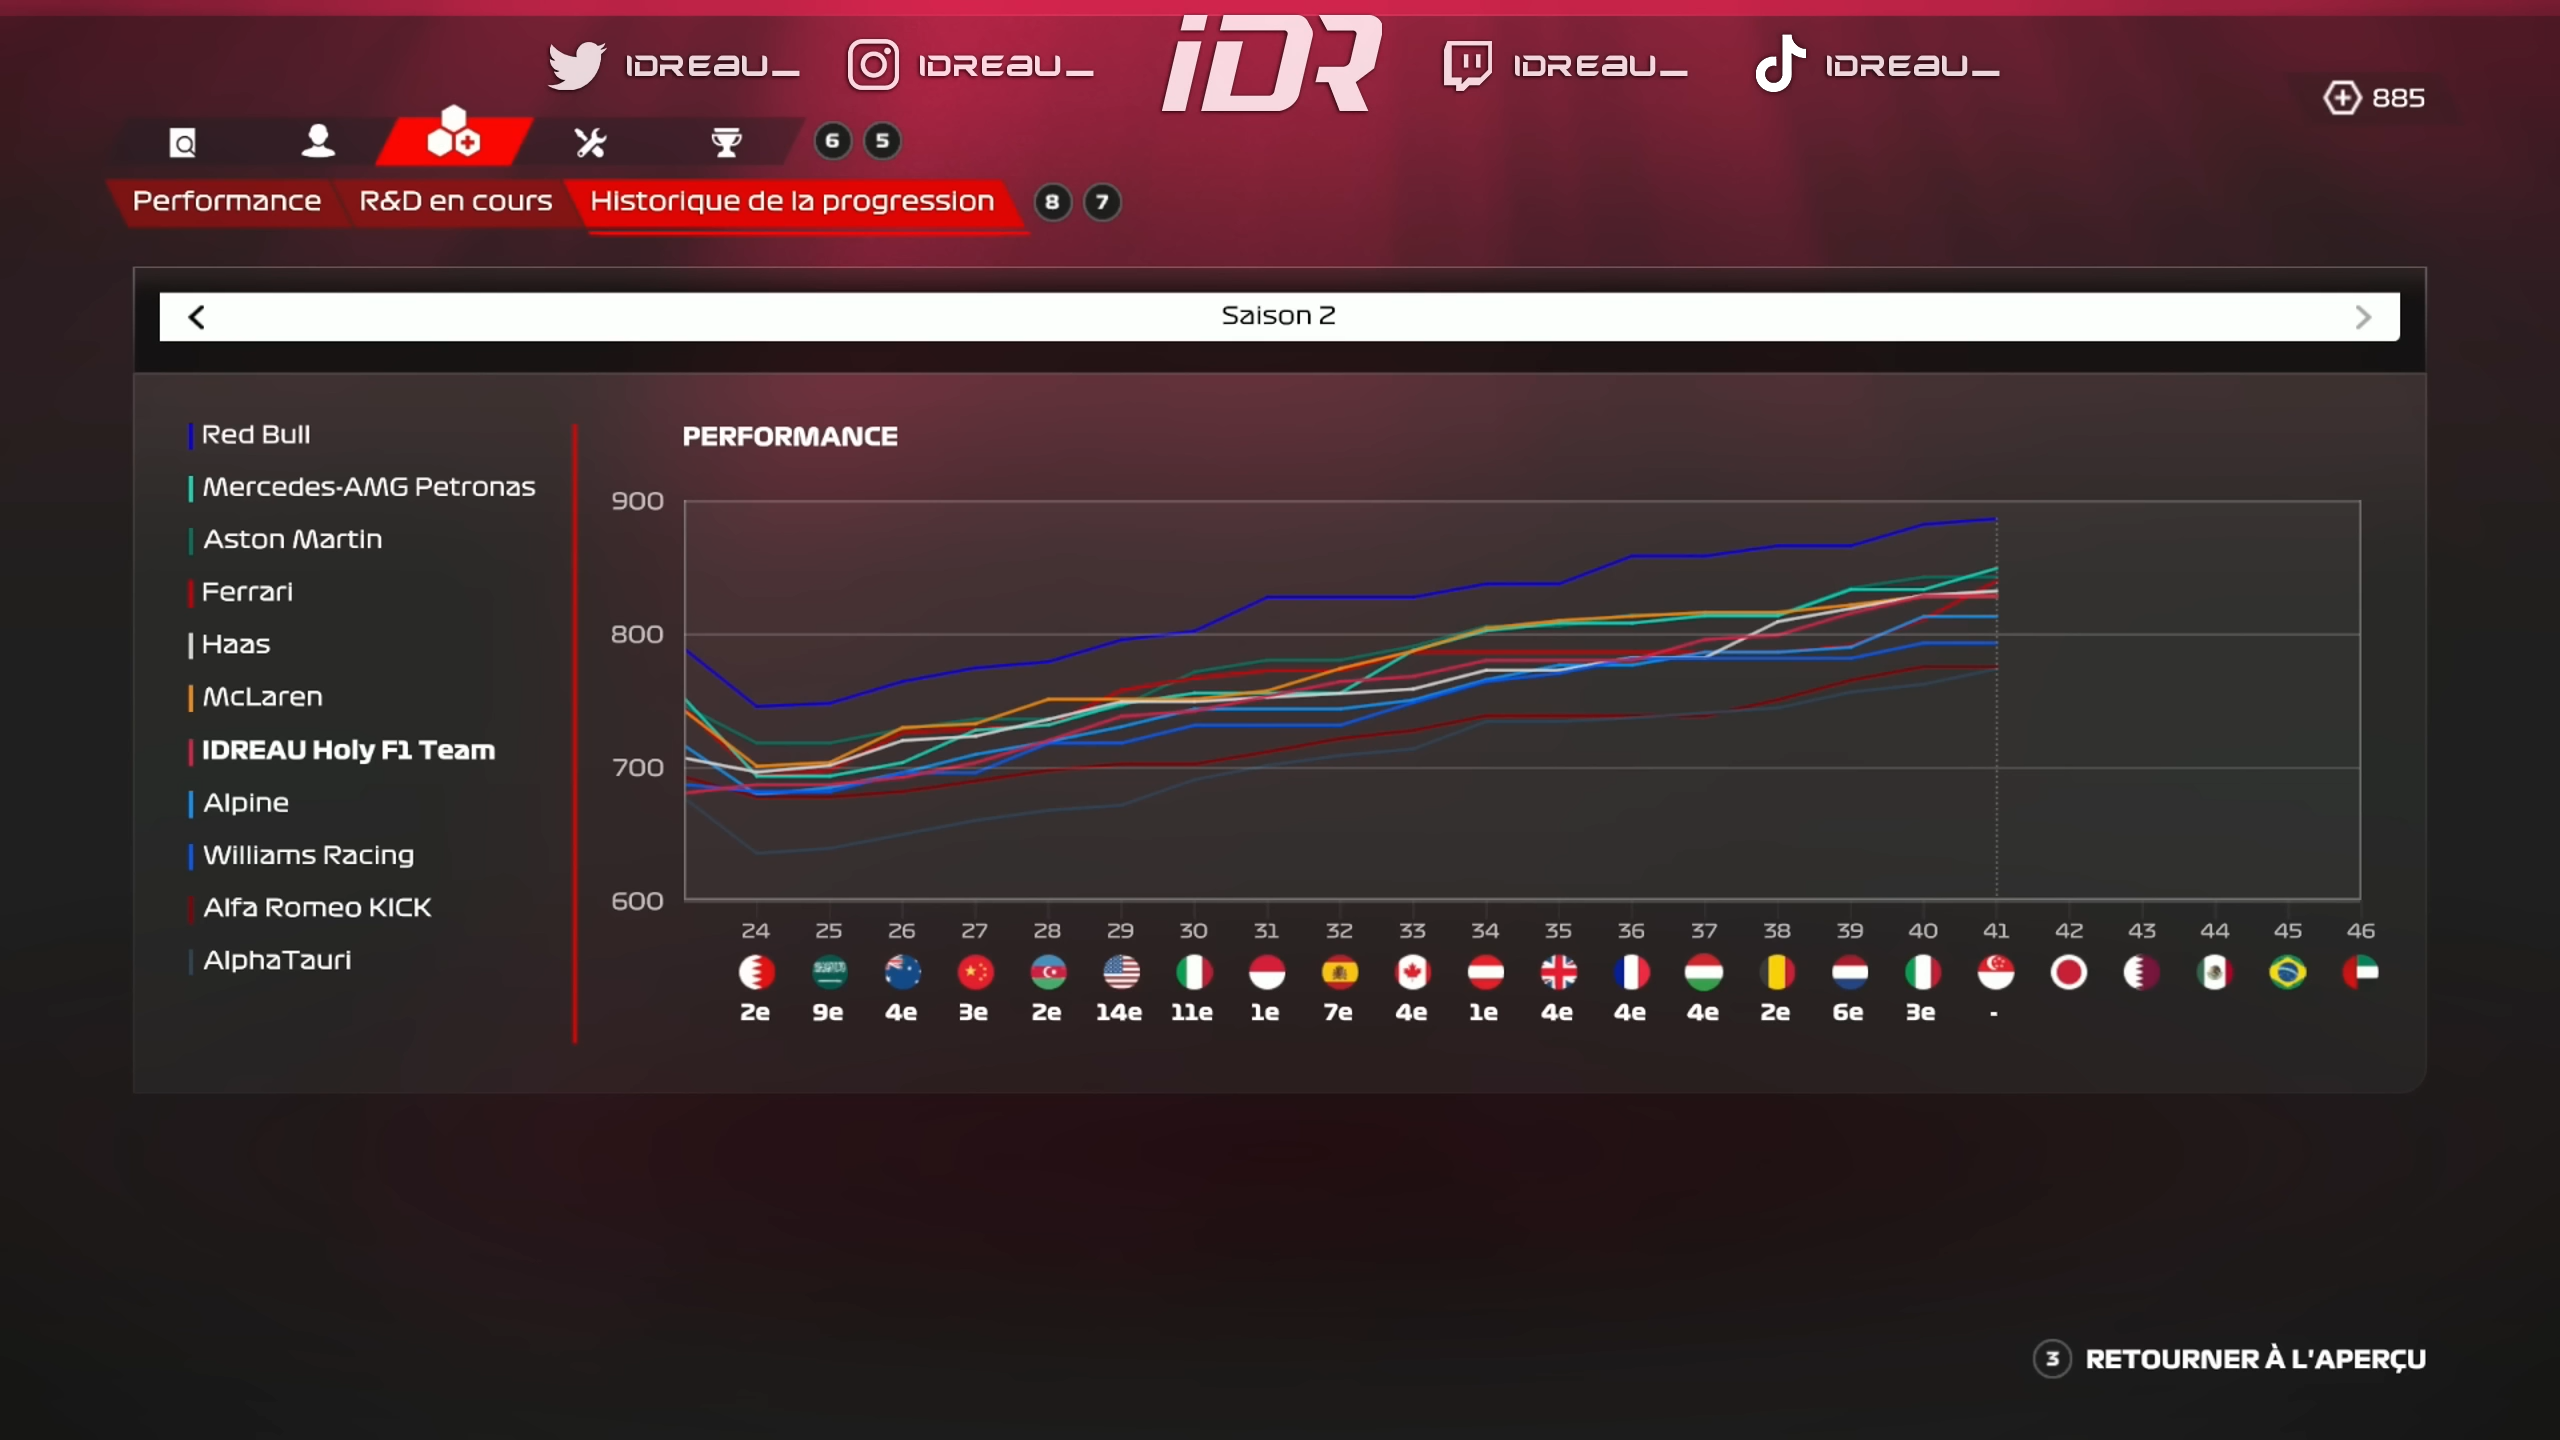 IDREAU_ IDREAU_ iDR IDREAU_ IDREAU_
885
6 5
Performance R&D en cours Historique de la progression 8 7
Saison 2
Red Bull
Mercedes-AMG Petronas
Aston Martin
Ferrari
Haas
McLaren
IDREAU Holy F1 Team
Alpine
Williams Racing
Alfa Romeo KICK
AlphaTauri
PERFORMANCE
900
800
700
600
24 25 26 27 28 29 30 31 32 33 34 35 36 37 38 39 40 41 42 43 44 45 46
2e 9e 4e 3e 2e 14e 11e 1e 7e 4e 1e 4e 4e 4e 2e 6e 3e -
3 RETOURNER À L'APERÇU